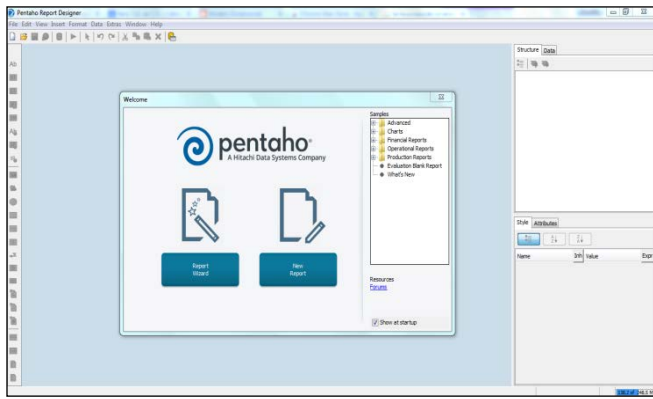 Pentaho Report Designer
File Edit View Insert Format Data Extras Window Help
Structure Data
Welcome
pentaho
A Hitachi Data Systems Company
Report
Wizard
New
Report
Samples
Advanced
Charts
Financial Reports
Operational Reports
Production Reports
Evaluation Blank Report
What's New
Resources
Forums
Show at startup
Style Attributes
Name Inh Value Expr